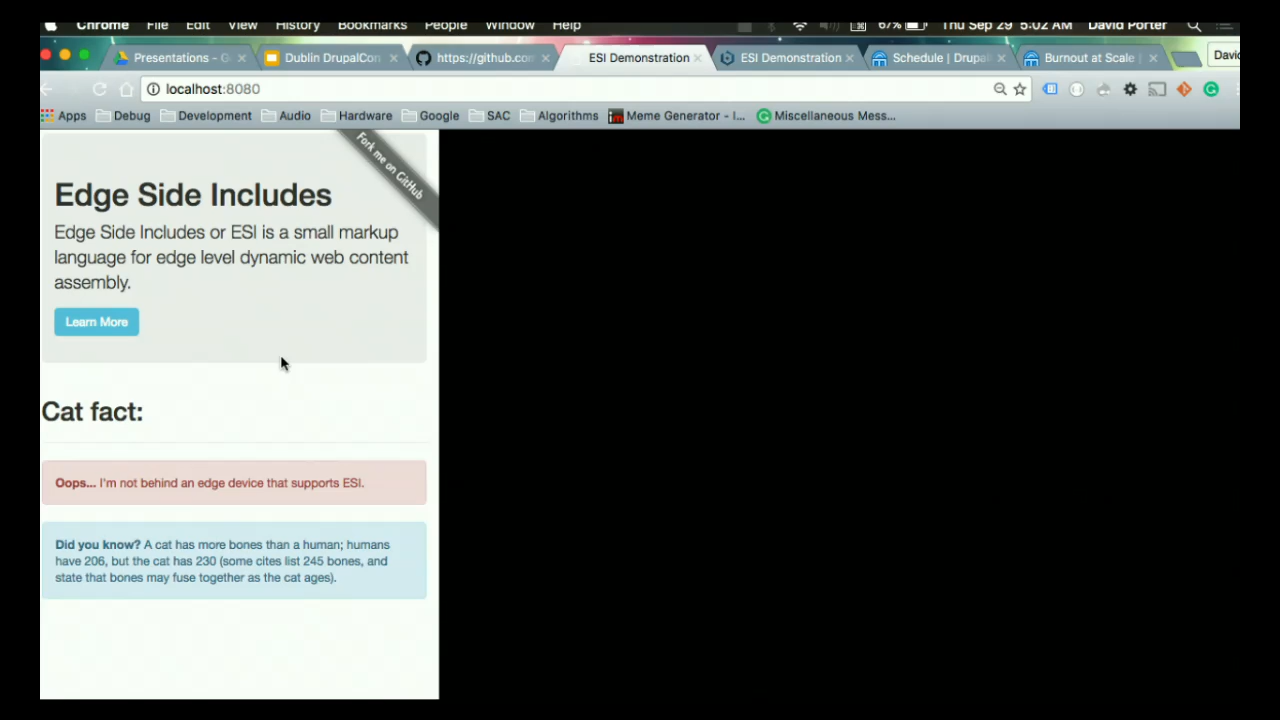 Chrome File Edit View History Bookmarks People Window Help 67% Thu Sep 29 5:02 AM David Porter
Presentations - G Dublin DrupalCon https://github.com ESI Demonstration ESI Demonstration Schedule | Drupal Burnout at Scale | David
localhost:8080
Apps Debug Development Audio Hardware Google SAC Algorithms Meme Generator - I... Miscellaneous Mess...
Fork me on GitHub
Edge Side Includes
Edge Side Includes or ESI is a small markup
language for edge level dynamic web content
assembly.
Learn More
Cat fact:
Oops... I'm not behind an edge device that supports ESI.
Did you know? A cat has more bones than a human; humans
have 206, but the cat has 230 (some cites list 245 bones, and
state that bones may fuse together as the cat ages).